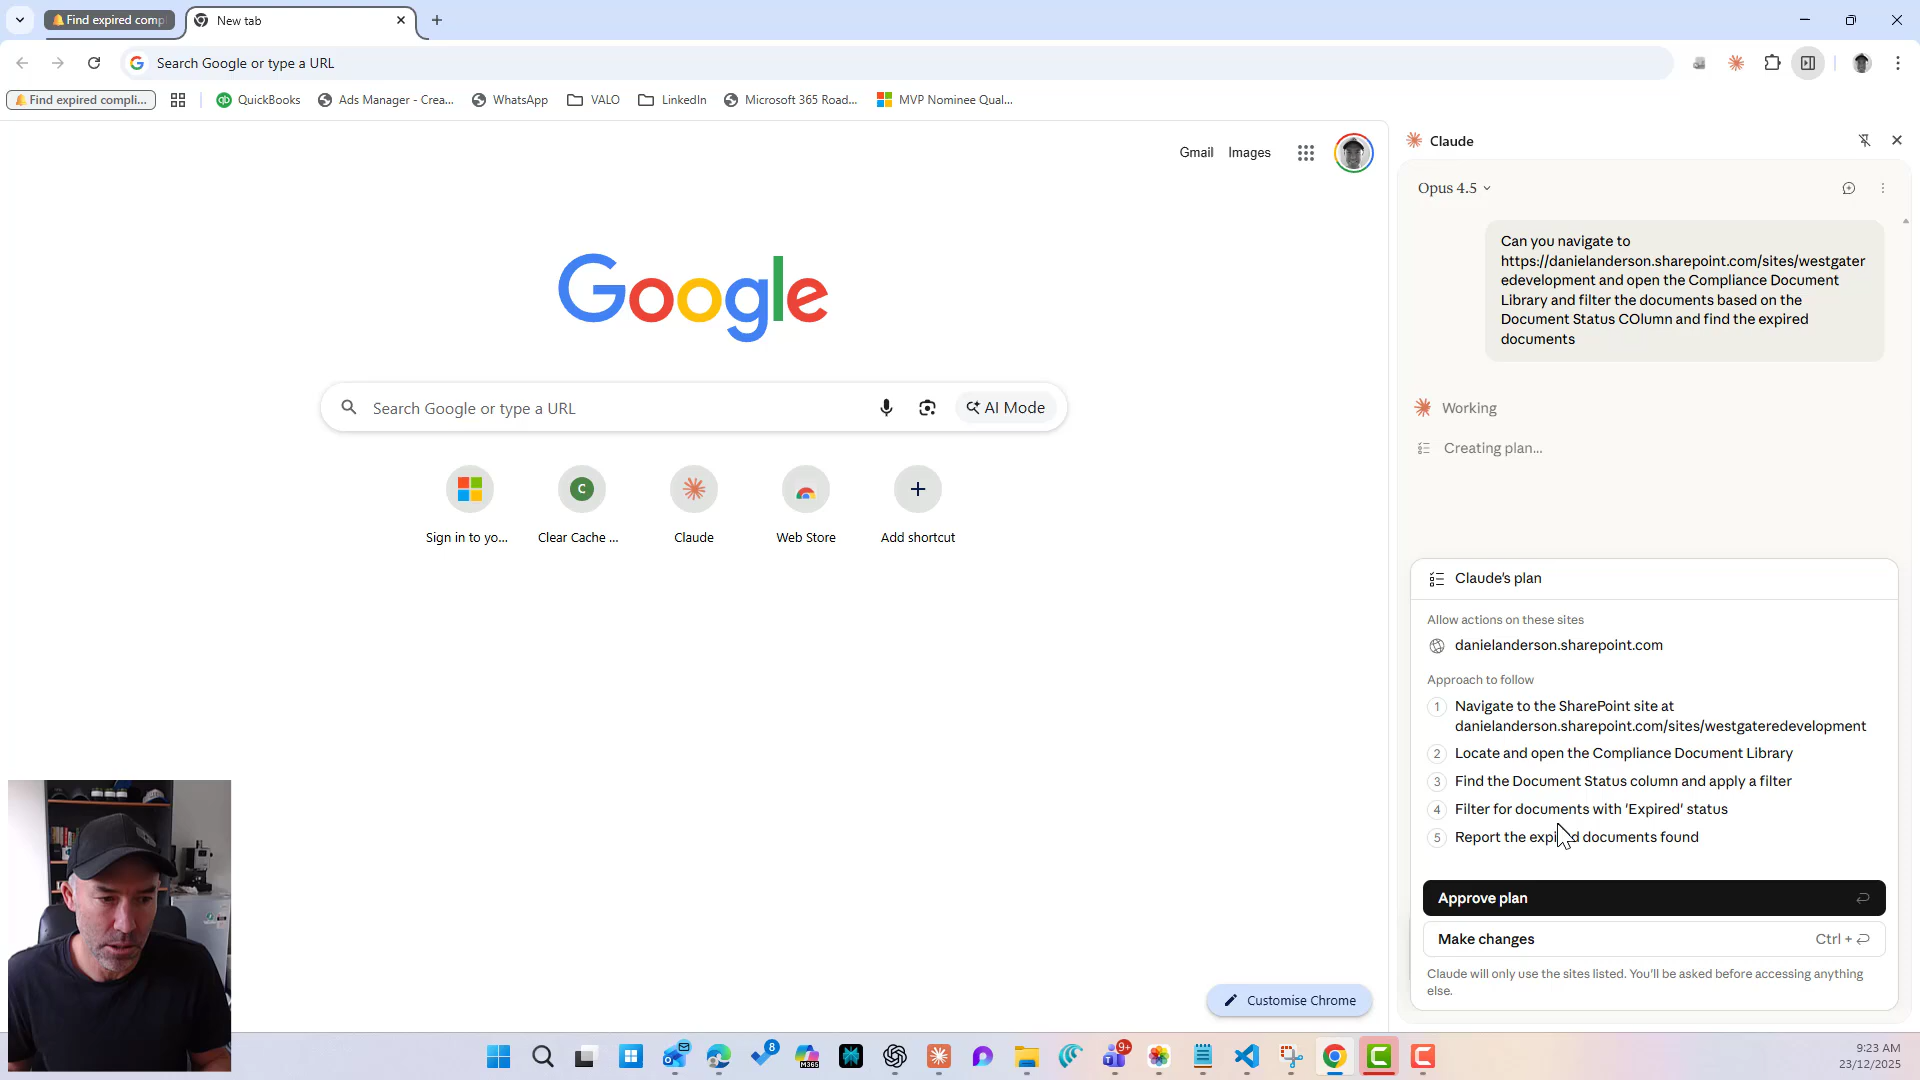 Find expired comp
New tab
Search Google or type a URL
Find expired compli...
QuickBooks
Ads Manager - Crea...
WhatsApp
VALO
LinkedIn
Microsoft 365 Road...
MVP Nominee Qual...
Gmail
Images
Google
Search Google or type a URL
AI Mode
C
Sign in to yo...
Clear Cache ...
Claude
Web Store
Add shortcut
Customise Chrome
Claude
Opus 4.5
Can you navigate to
https://danielanderson.sharepoint.com/sites/westgater
edevelopment and open the Compliance Document
Library and filter the documents based on the
Document Status COlumn and find the expired
documents
Working
Creating plan...
Claude's plan
Allow actions on these sites
danielanderson.sharepoint.com
Approach to follow
1 Navigate to the SharePoint site at
danielanderson.sharepoint.com/sites/westgateredevelopment
2 Locate and open the Compliance Document Library
3 Find the Document Status column and apply a filter
4 Filter for documents with 'Expired' status
5 Report the expired documents found
Approve plan
Make changes Ctrl +
Claude will only use the sites listed. You'll be asked before accessing anything
else.
8
M365
9+
9:23 AM
23/12/2025